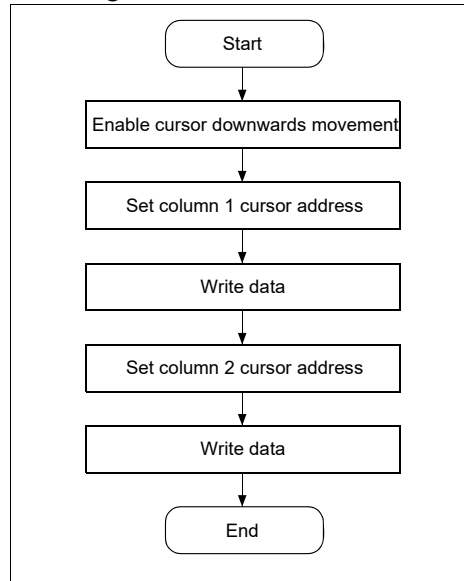 Start
Enable cursor downwards movement
Set column 1 cursor address
Write data
Set column 2 cursor address
Write data
End